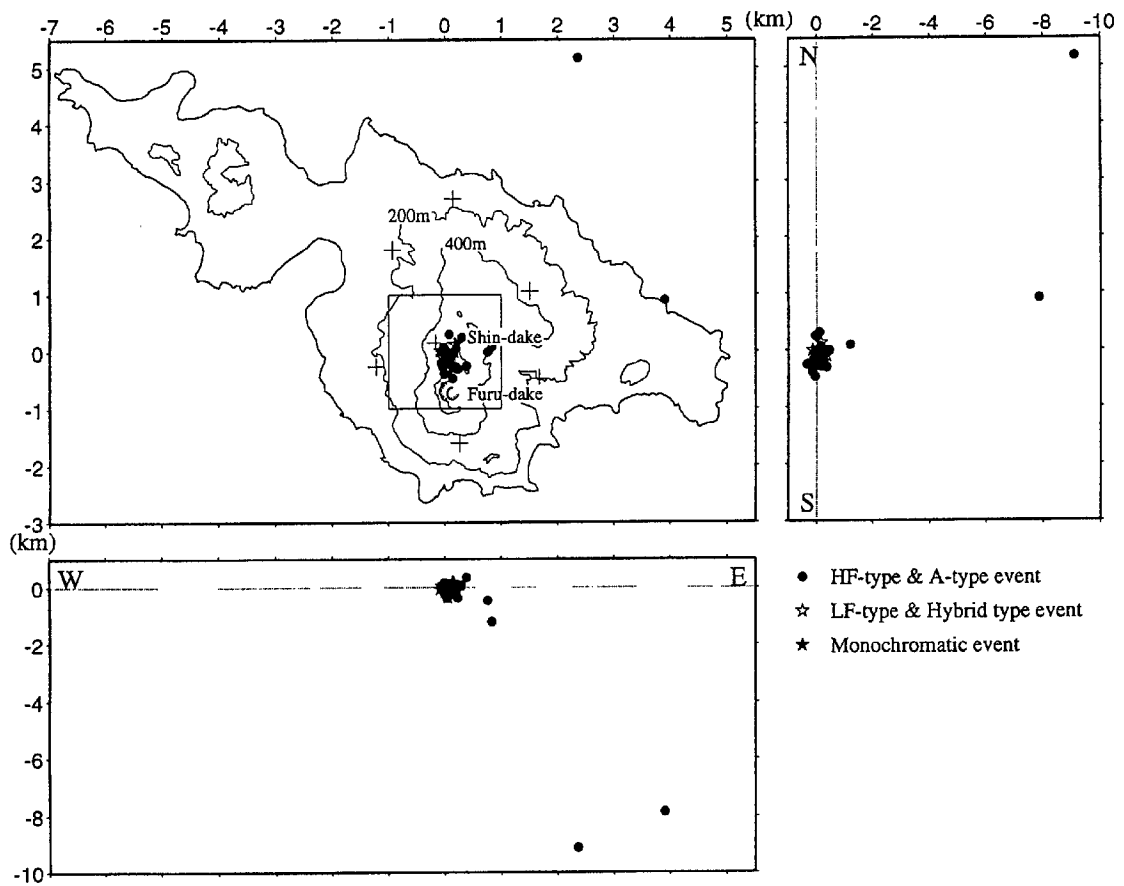 -7 -6 -5 -4 -3 -2 -1 0 1 2 3 4 5 (km) 0 -2 -4 -6 -8 -10
5
4
3
2
1
0
-1
-2
-3
(km)
200m
400m
Shin-dake
Furu-dake
N
S
W
E
0
-2
-4
-6
-8
-10
HF-type & A-type event
LF-type & Hybrid type event
Monochromatic event